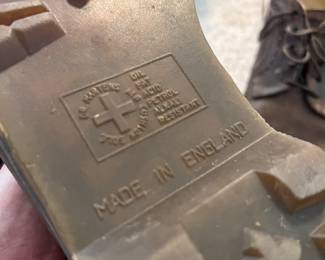 DR. MARTENS
OIL
FAT
ACID
PETROL
ALKALI
RESISTANT
MADE IN ENGLAND